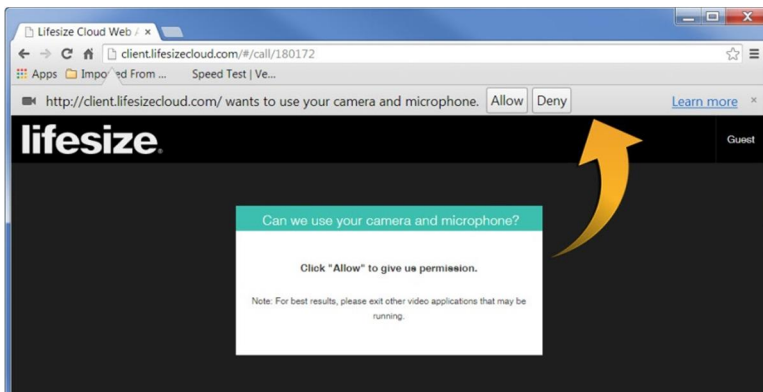 Lifesize Cloud Web A
client.lifesizecloud.com/#/call/180172
Apps Imported From ... Speed Test | Ve...
http://client.lifesizecloud.com/ wants to use your camera and microphone. Allow Deny Learn more
lifesize.
Guest
Can we use your camera and microphone?
Click "Allow" to give us permission.
Note: For best results, please exit other video applications that may be
running.